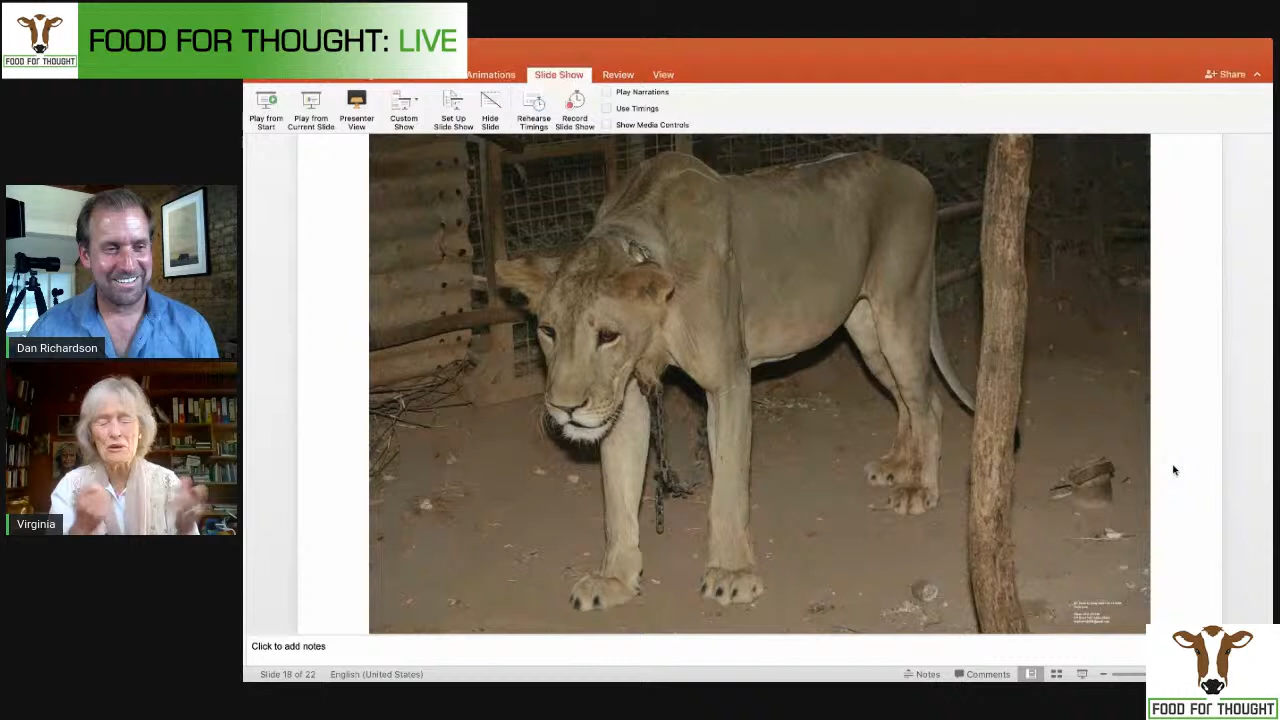 FOOD FOR THOUGHT
FOOD FOR THOUGHT: LIVE
Animations
Slide Show
Review
View
Share
Play from
Start
Play from
Current Slide
Presenter
View
Custom
Show
Set Up
Slide Show
Hide
Slide
Rehearse
Timings
Record
Slide Show
Play Narrations
Use Timings
Show Media Controls
Dan Richardson
Virginia
Click to add notes
Slide 18 of 22
English (United States)
Notes
Comments
FOOD FOR THOUGHT